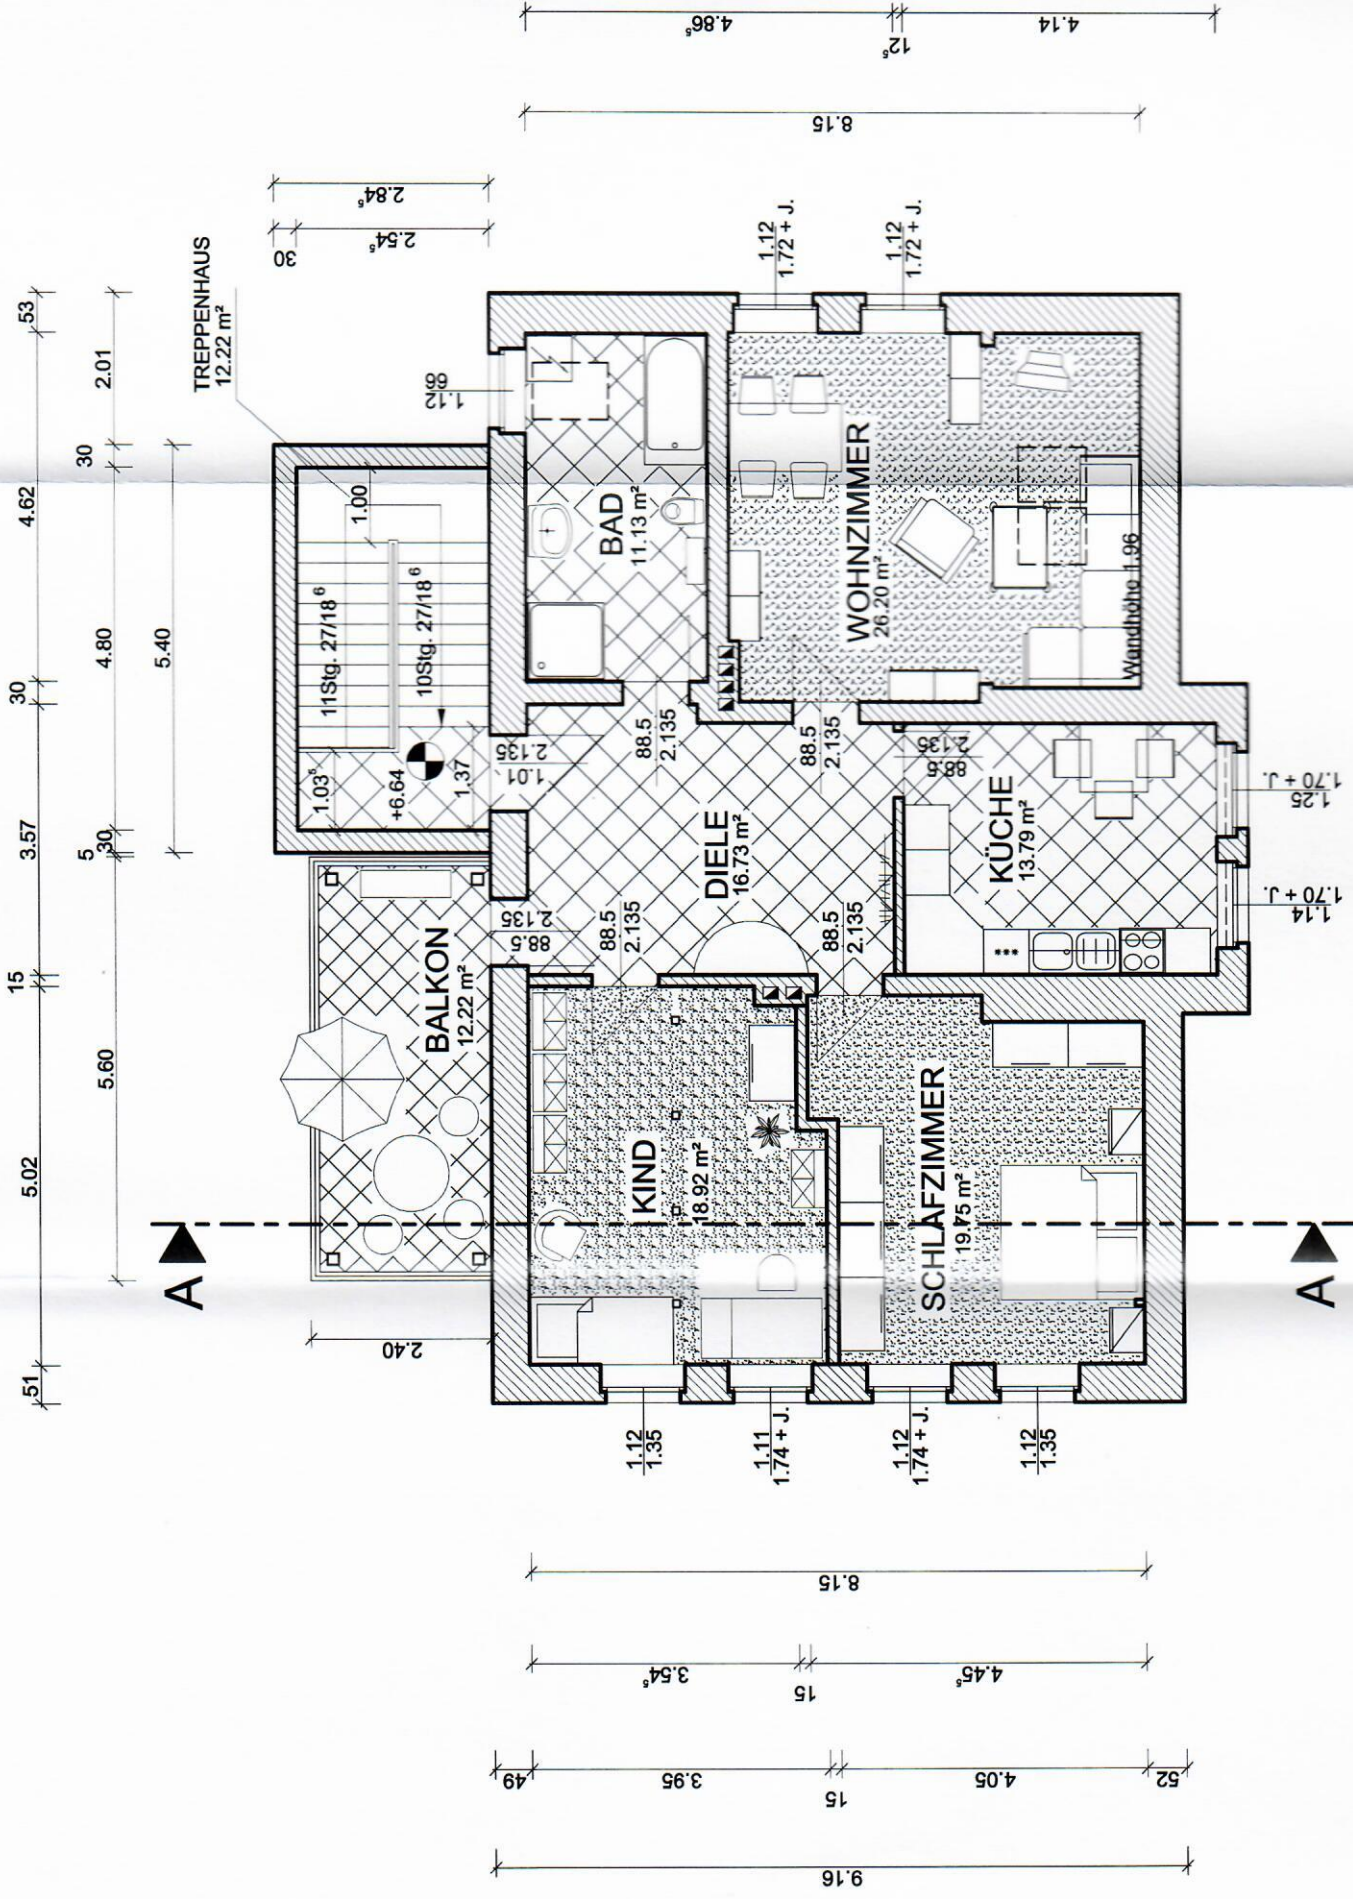 4.86⁵
12⁵
4.14
8.15
2.84⁵
2.54⁵
30
TREPPENHAUS
12.22 m²
53
4.62
30
3.57
15
5.02
51
2.01
30
4.80
30
5
5.60
5.40
2.40
1.12
66
1.12
1.72 + J.
1.12
1.72 + J.
1.00
11Stg. 27/18⁶
10Stg. 27/18⁶
1.03⁵
+6.64
1.37
BAD
11.13 m²
WOHNZIMMER
26.20 m²
Wandhöhe 1.96
1.01
2.135
88.5
2.135
88.5
2.135
88.5
2.135
DIELE
16.73 m²
KÜCHE
13.79 m²
***
1.25
1.70 + J.
1.14
1.70 + J.
88.5
2.135
88.5
2.135
88.5
2.135
BALKON
12.22 m²
KIND
18.92 m²
SCHLAFZIMMER
19.75 m²
A
A
1.12
1.35
1.11
1.74 + J.
1.12
1.74 + J.
1.12
1.35
8.15
3.54⁵
15
4.45⁵
49
3.95
15
4.05
52
9.16